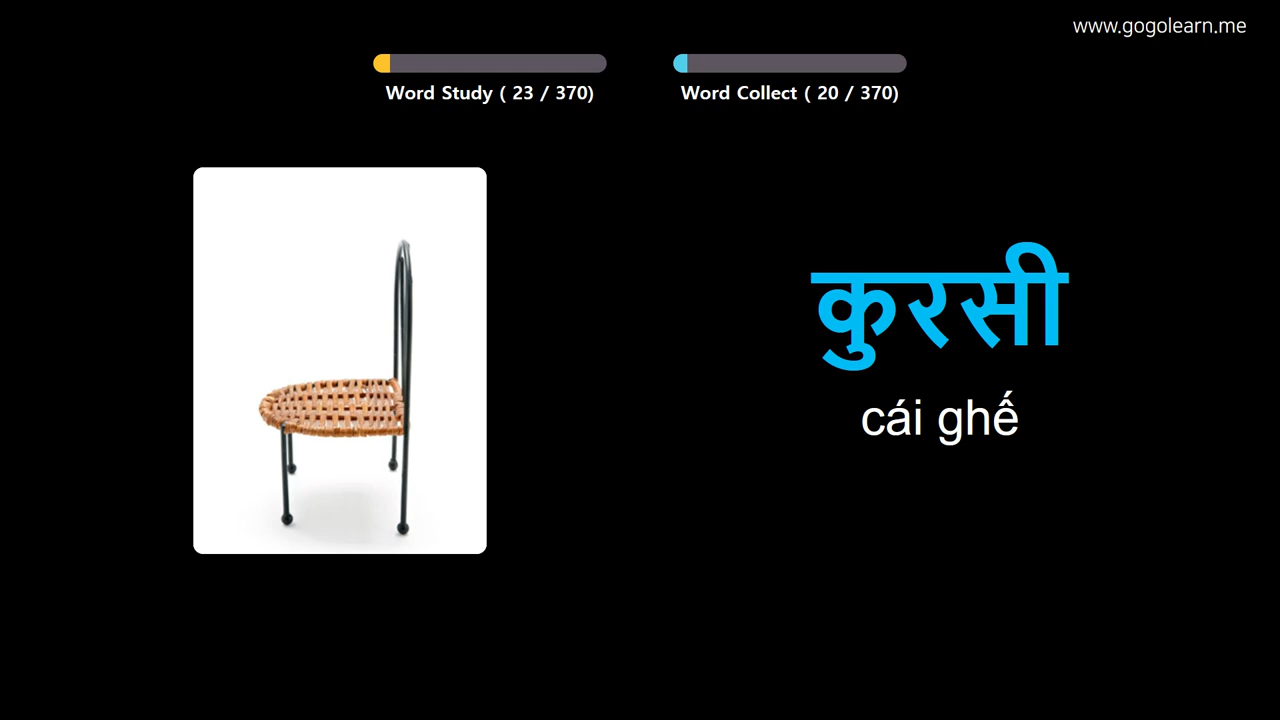 www.gogolearn.me
Word Study ( 23 / 370)
Word Collect ( 20 / 370)
कुरसी
cái ghế